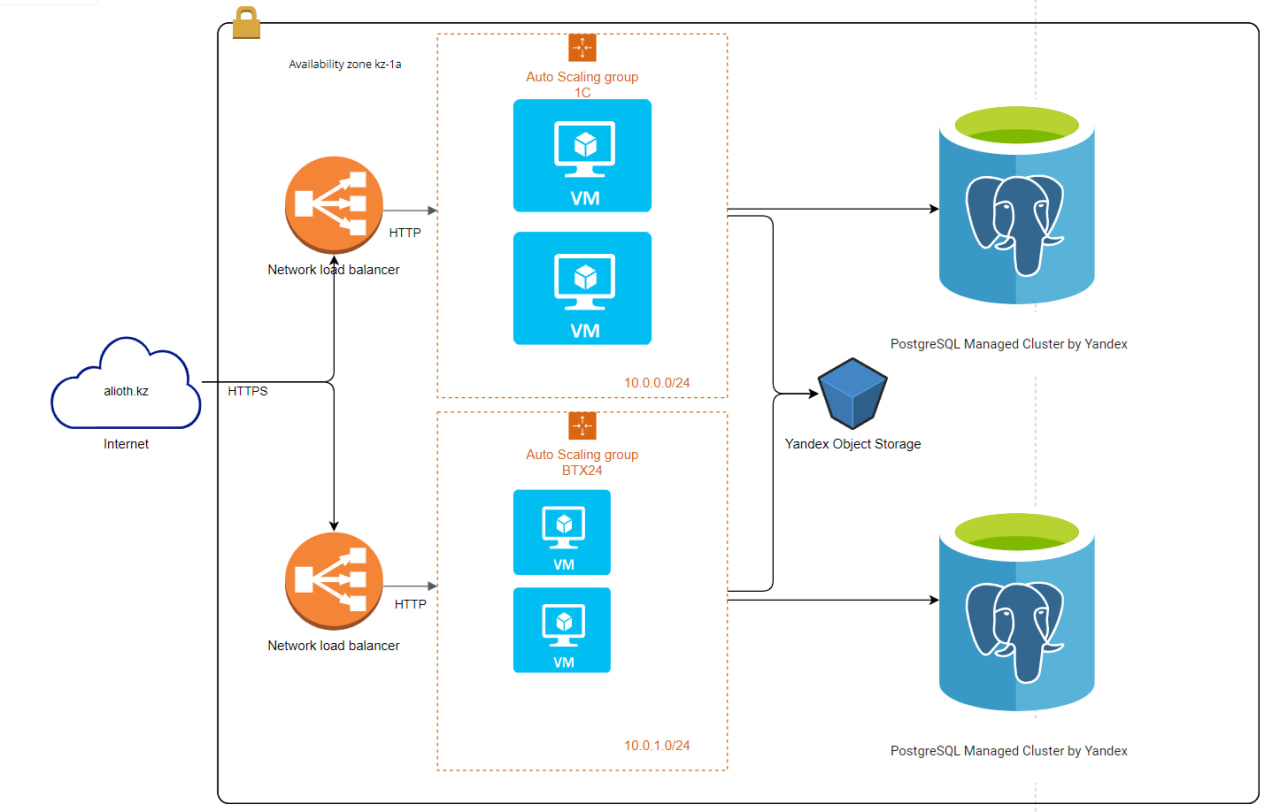 Availability zone kz-1a
Auto Scaling group
1C
VM
HTTP
Network load balancer
VM
PostgreSQL Managed Cluster by Yandex
10.0.0.0/24
alioth.kz
HTTPS
Internet
Auto Scaling group
BTX24
Yandex Object Storage
VM
HTTP
Network load balancer
VM
10.0.1.0/24
PostgreSQL Managed Cluster by Yandex